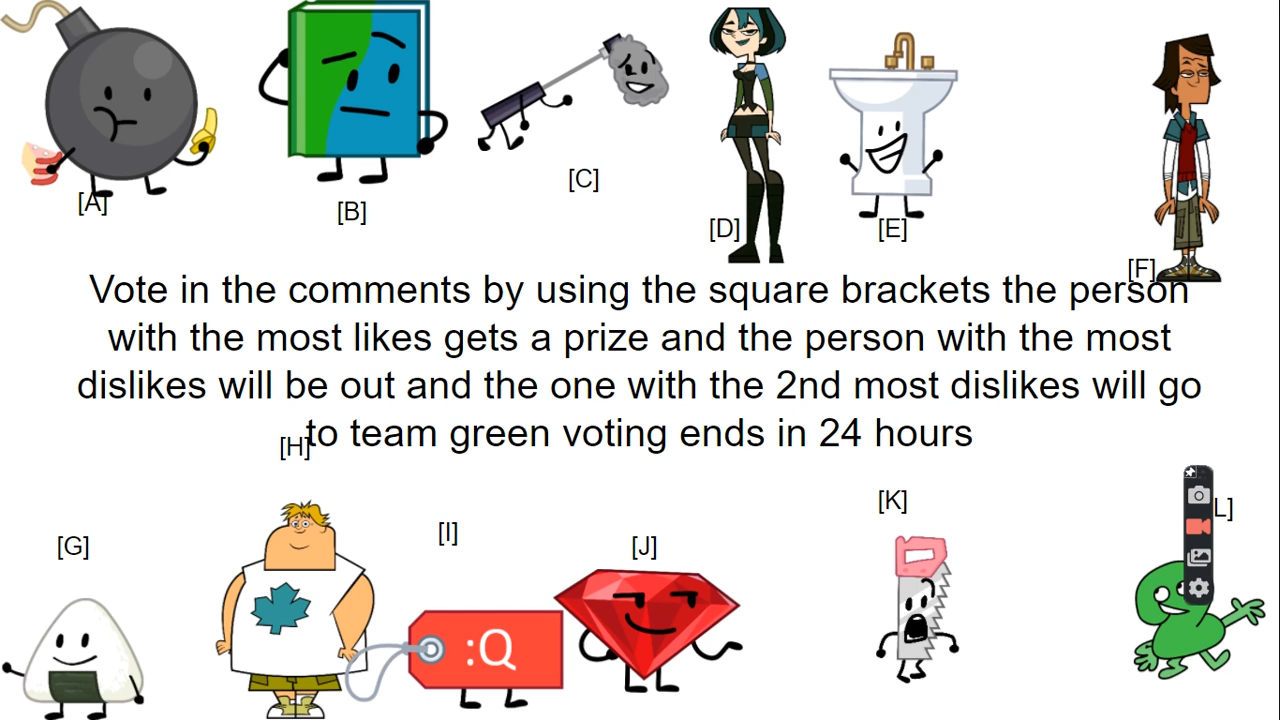 [A]
[B]
[C]
[D]
[E]
[F]
Vote in the comments by using the square brackets the person
with the most likes gets a prize and the person with the most
dislikes will be out and the one with the 2nd most dislikes will go
to team green voting ends in 24 hours
[H]
[G]
[I]
:Q
[J]
[K]
L]